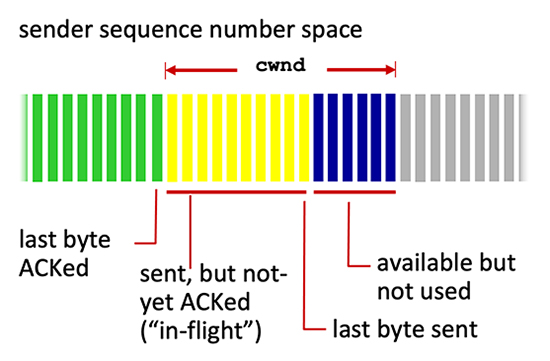 sender sequence number space
cwnd
last byte
ACKed
sent, but not-
yet ACKed
("in-flight")
last byte sent
available but
not used